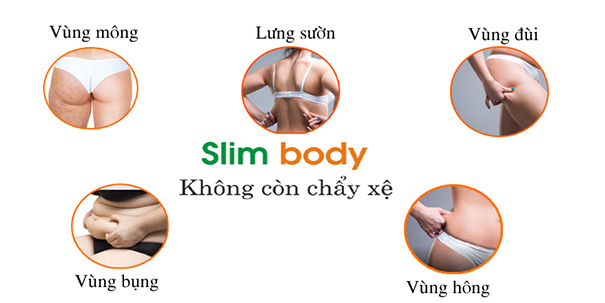 Vùng mông
Lưng sườn
Vùng đùi
Slim body
Không còn chẩy xệ
Vùng bụng
Vùng hông